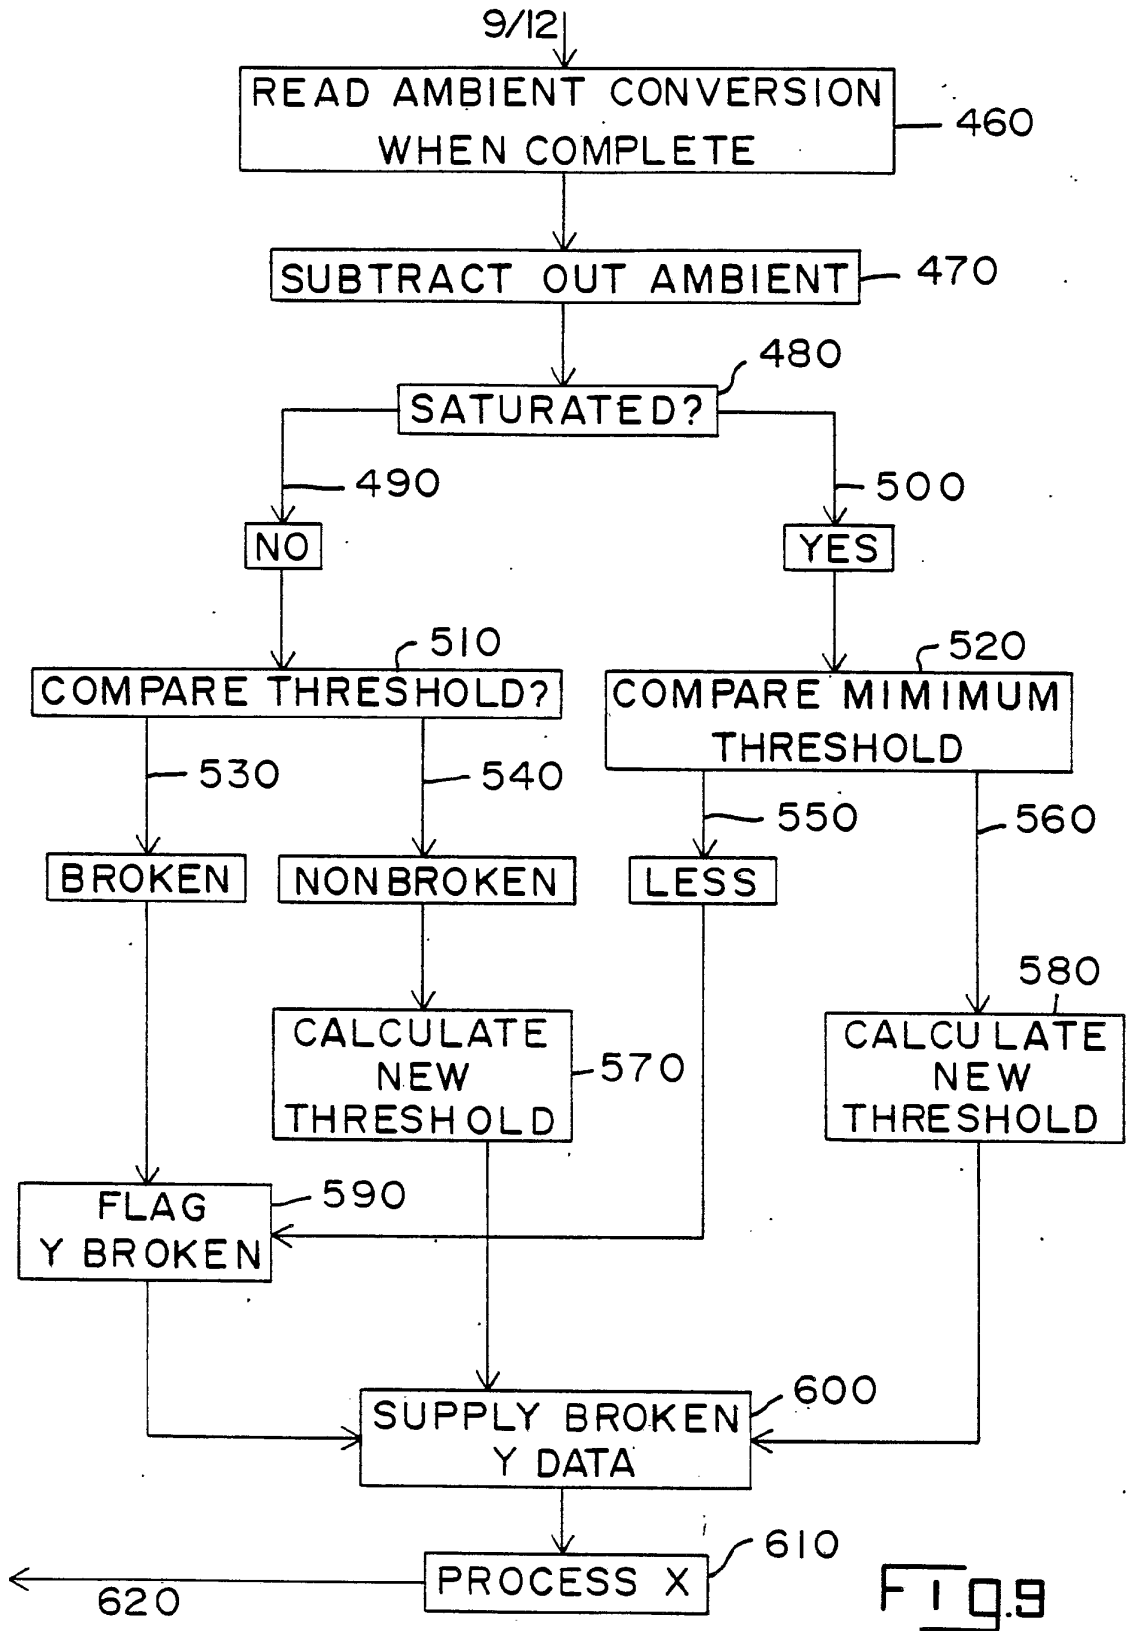 9/12
READ AMBIENT CONVERSION
WHEN COMPLETE
460
SUBTRACT OUT AMBIENT
470
480
SATURATED?
490
500
NO
YES
510
COMPARE THRESHOLD?
520
COMPARE MIMIMUM
THRESHOLD
530
540
550
560
BROKEN
NONBROKEN
LESS
580
CALCULATE
NEW
THRESHOLD
570
CALCULATE
NEW
THRESHOLD
590
FLAG
Y BROKEN
600
SUPPLY BROKEN
Y DATA
610
PROCESS X
620
FIG.9